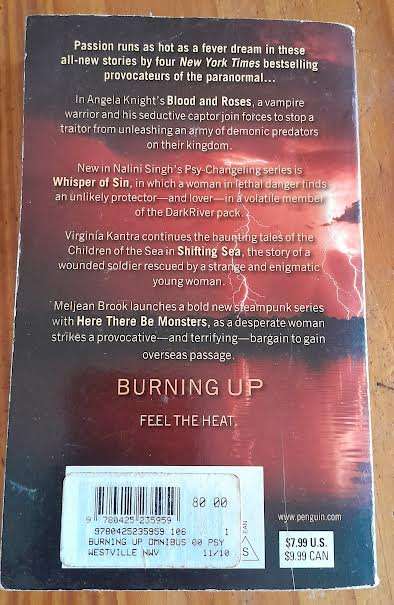 Passion runs as hot as a fever dream in these
all-new stories by four New York Times bestselling
provocateurs of the paranormal...
In Angela Knight's Blood and Roses, a vampire
warrior and his seductive captor join forces to stop a
traitor from unleashing an army of demonic predators
on their kingdom.
New in Nalini Singh's Psy-Changeling series is
Whisper of Sin, in which a woman in lethal danger finds
an unlikely protector—and lover—in a volatile member
of the DarkRiver pack.
Virginia Kantra continues the haunting tales of the
Children of the Sea in Shifting Sea, the story of a
wounded soldier rescued by a strange and enigmatic
young woman.
Meljean Brook launches a bold new steampunk series
with Here There Be Monsters, as a desperate woman
strikes a provocative—and terrifying—bargain to gain
overseas passage.
BURNING UP
FEEL THE HEAT.
80 00
9 780425 235959
9780425235959 108 1
BURNING UP OMNIBUS 00 PSY
WESTVILLE NWV 11/10
EAN
S
www.penguin.com
$7.99 U.S.
$9.99 CAN